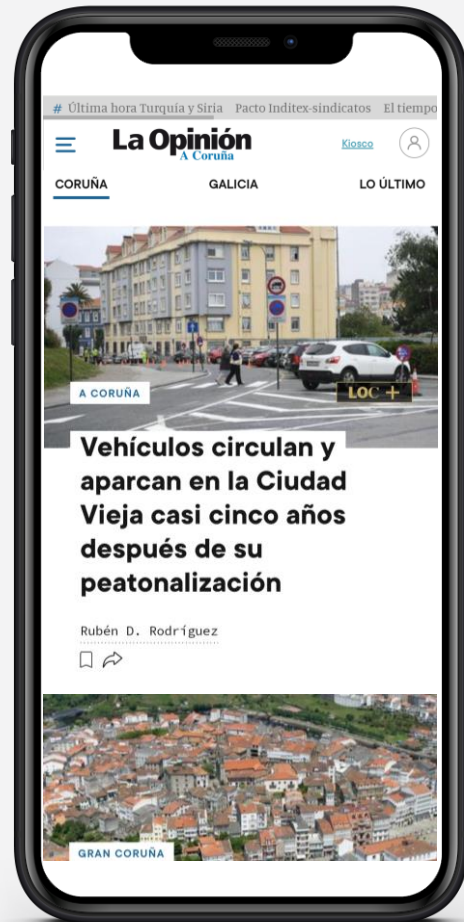 # Última hora Turquía y Siria Pacto Inditex-sindicatos El tiempo
La Opinión
A Coruña
Kiosco
CORUÑA GALICIA LO ÚLTIMO
A CORUÑA
LOC +
Vehículos circulan y
aparcan en la Ciudad
Vieja casi cinco años
después de su
peatonalización
Rubén D. Rodríguez
GRAN CORUÑA